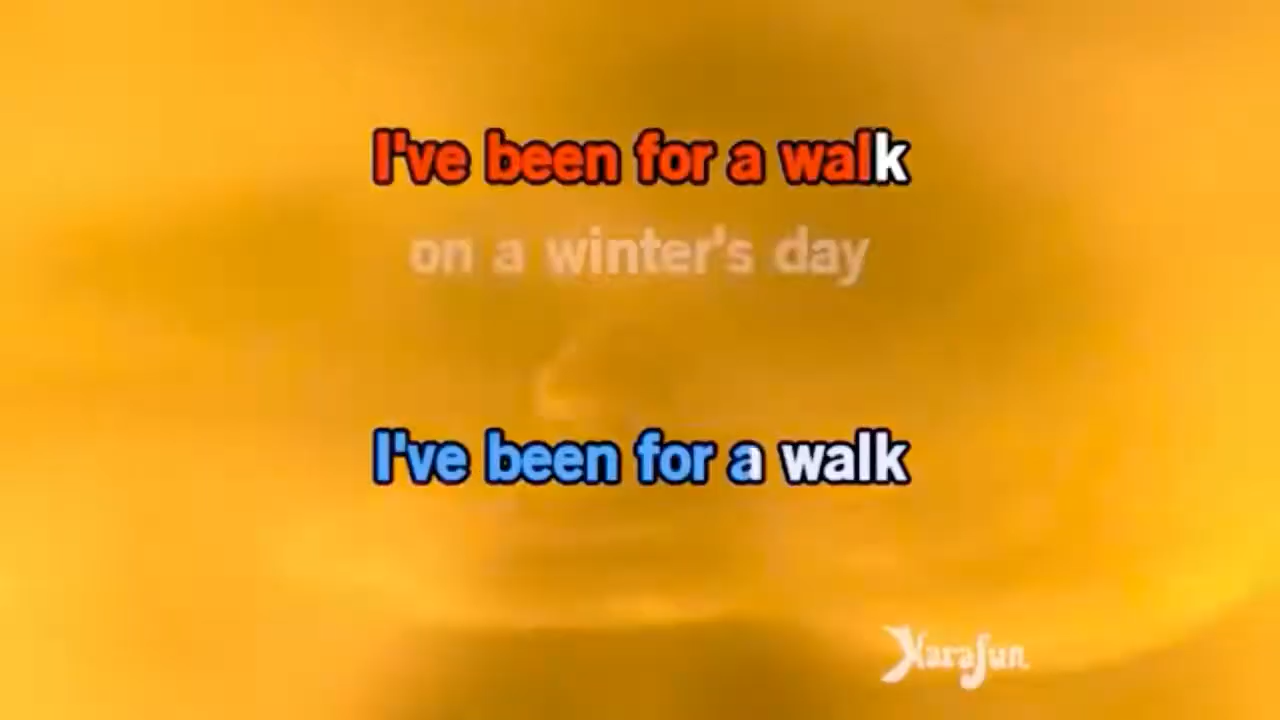 I've been for a walk
on a winter's day
I've been for a walk
KaraFun